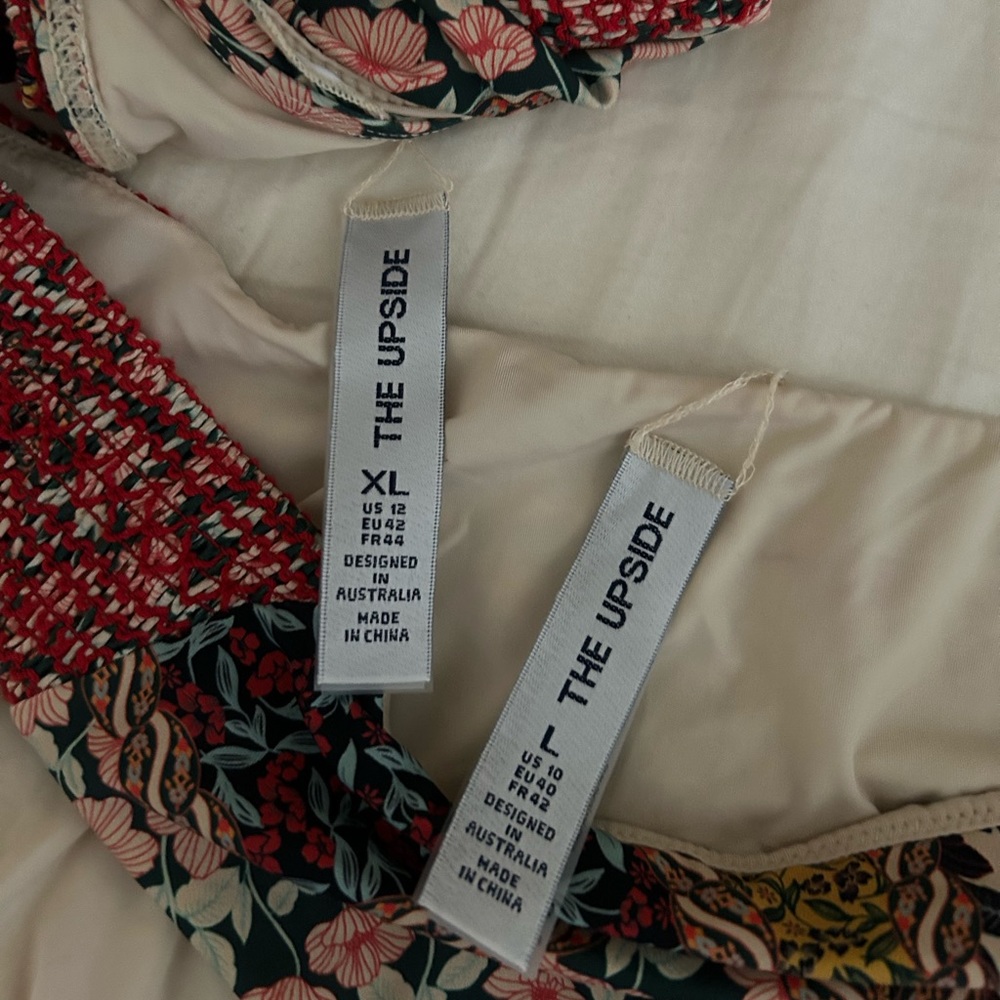 THE UPSIDE
XL
US 12
EU 42
FR 44
DESIGNED
IN
AUSTRALIA
MADE
IN CHINA
THE UPSIDE
L
US 10
EU 40
FR 42
DESIGNED
IN
AUSTRALIA
MADE
IN CHINA